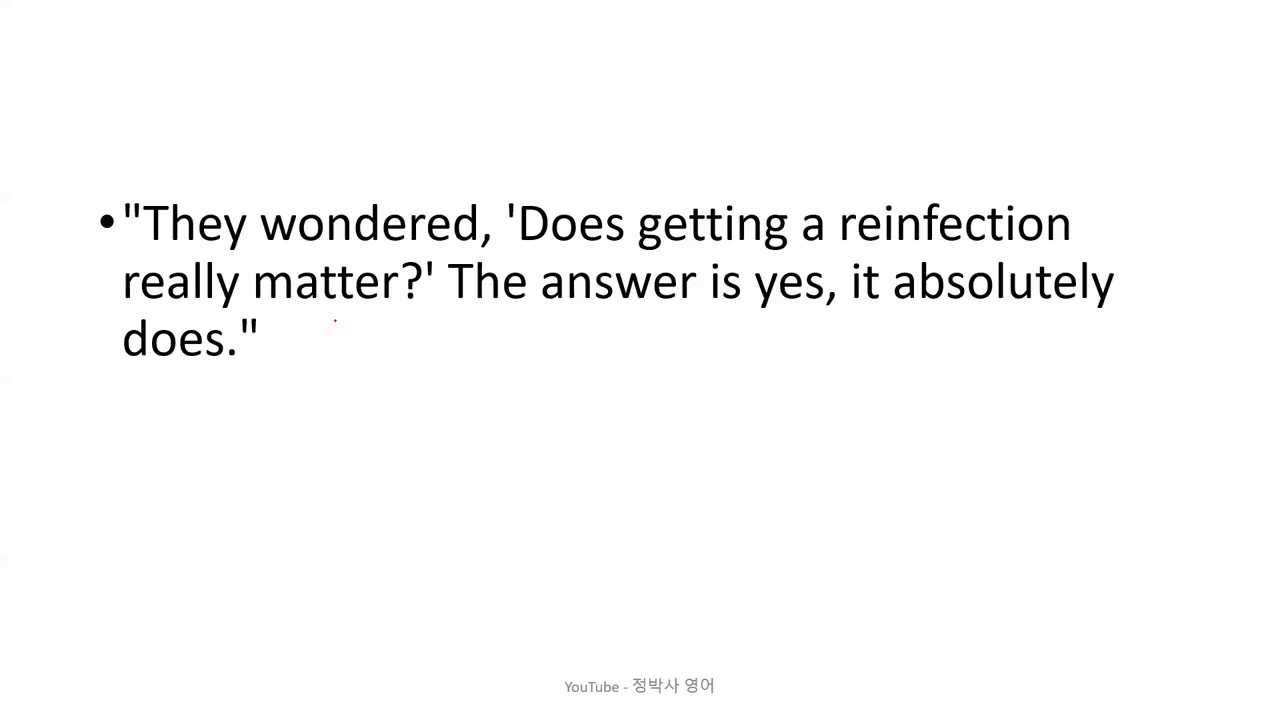 •"They wondered, 'Does getting a reinfection
really matter?' The answer is yes, it absolutely
does."
YouTube - 정박사 영어